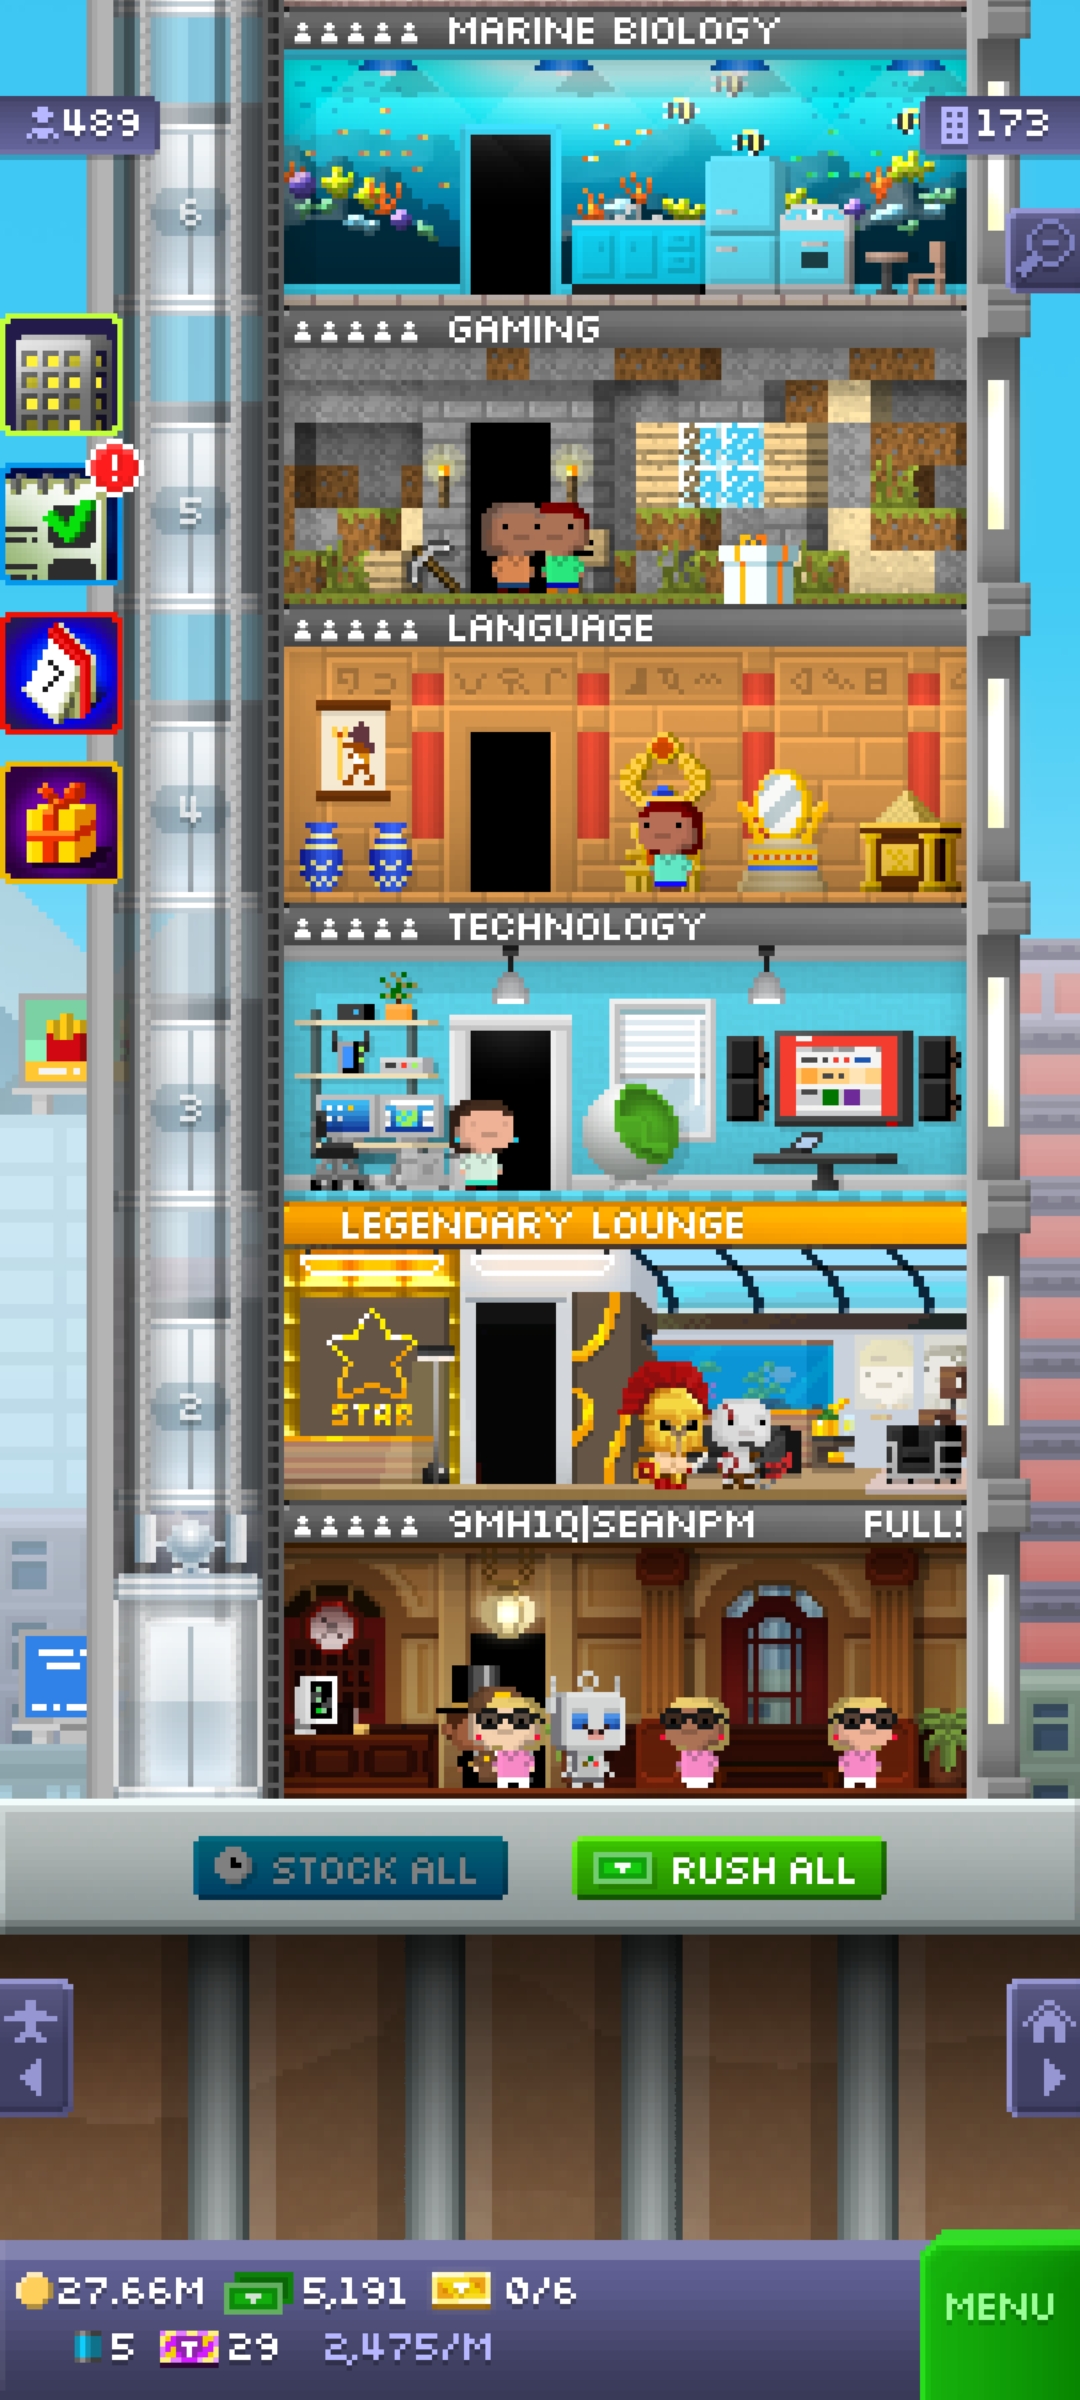 MARINE BIOLOGY
489
173
6
GAMING
5
LANGUAGE
4
TECHNOLOGY
3
LEGENDARY LOUNGE
STAR
2
9MH1Q|SEANPM FULL!
STOCK ALL
RUSH ALL
27.66M 5,191 0/6
5 29 2,475/M
MENU